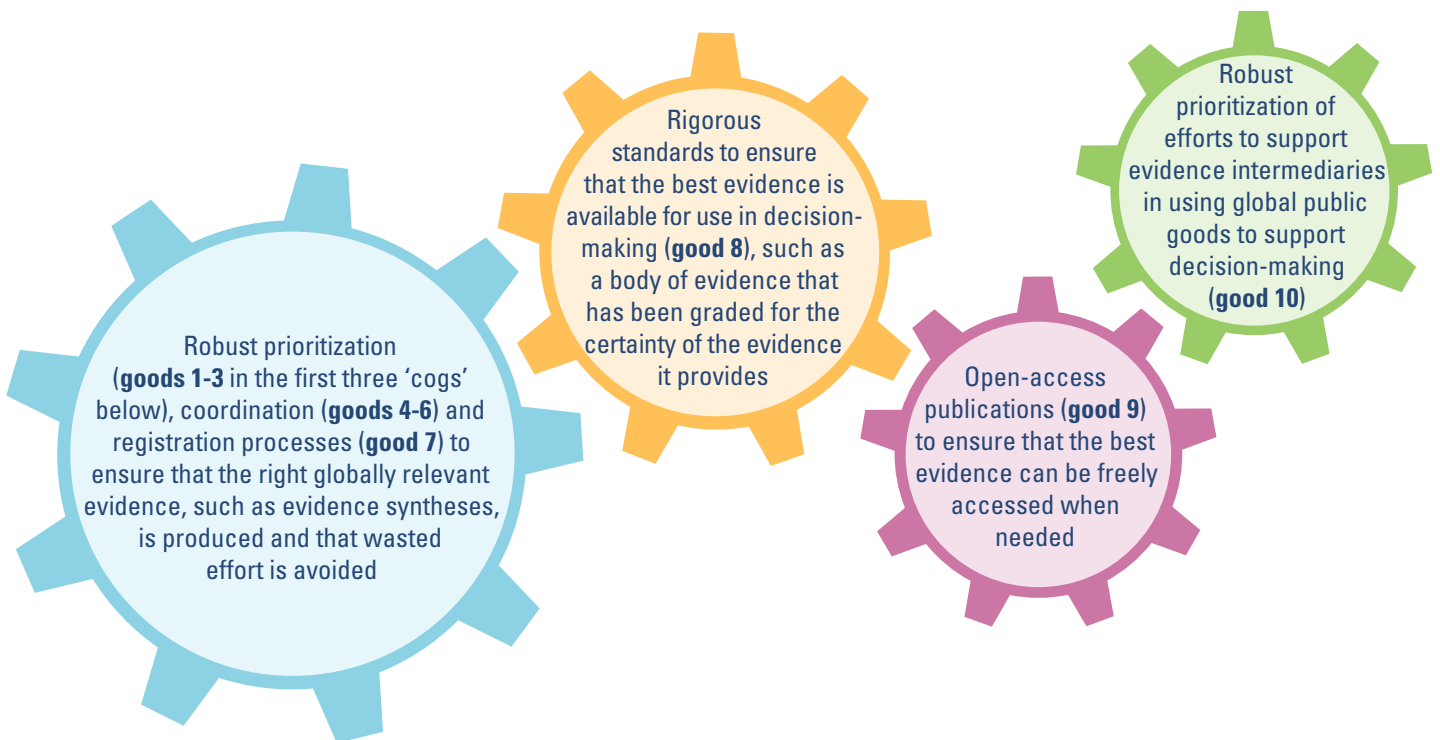 Robust prioritization
(goods 1-3 in the first three ‘cogs’
below), coordination (goods 4-6) and
registration processes (good 7) to
ensure that the right globally relevant
evidence, such as evidence syntheses,
is produced and that wasted
effort is avoided
Rigorous
standards to ensure
that the best evidence is
available for use in decision-
making (good 8), such as
a body of evidence that
has been graded for the
certainty of the evidence
it provides
Open-access
publications (good 9)
to ensure that the best
evidence can be freely
accessed when
needed
Robust
prioritization of
efforts to support
evidence intermediaries
in using global public
goods to support
decision-making
(good 10)